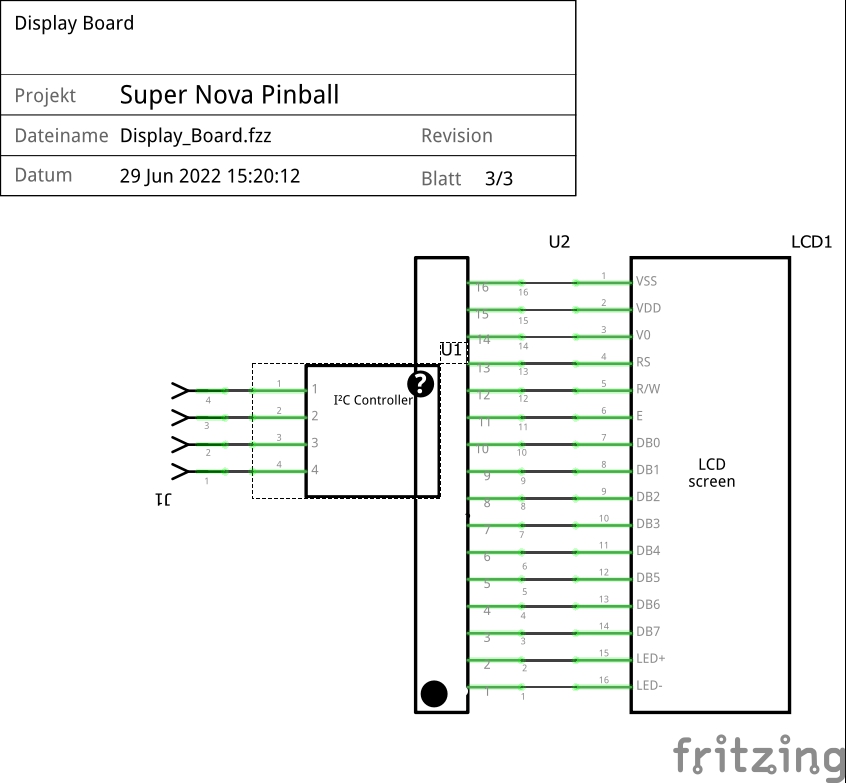 Display Board
Projekt Super Nova Pinball
Dateiname Display_Board.fzz Revision
Datum 29 Jun 2022 15:20:12 Blatt 3/3
U2 LCD1
16 16 1 VSS
15 15 2 VDD
14 14 3 V0
U1
13 13 4 RS
1 1 4
I²C Controller
12 12 5 R/W
2 2 3
11 11 6 E
3 3 2
10 10 7 DB0
4 4 1
9 9 8 DB1
J1
8 8 9 DB2
LCD
screen
7 7 10 DB3
6 6 11 DB4
5 5 12 DB5
4 4 13 DB6
3 3 14 DB7
2 2 15 LED+
1 1 16 LED-
?
fritzing